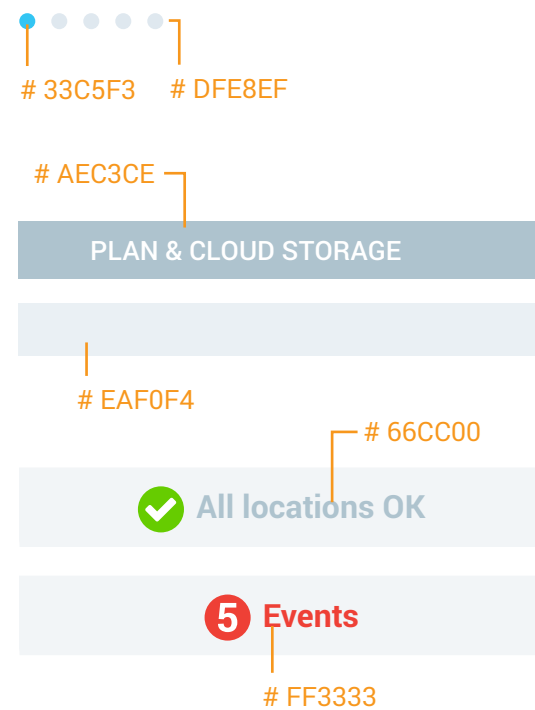 # 33C5F3 # DFE8EF
# AEC3CE
PLAN & CLOUD STORAGE
# EAF0F4
# 66CC00
All locations OK
5 Events
# FF3333